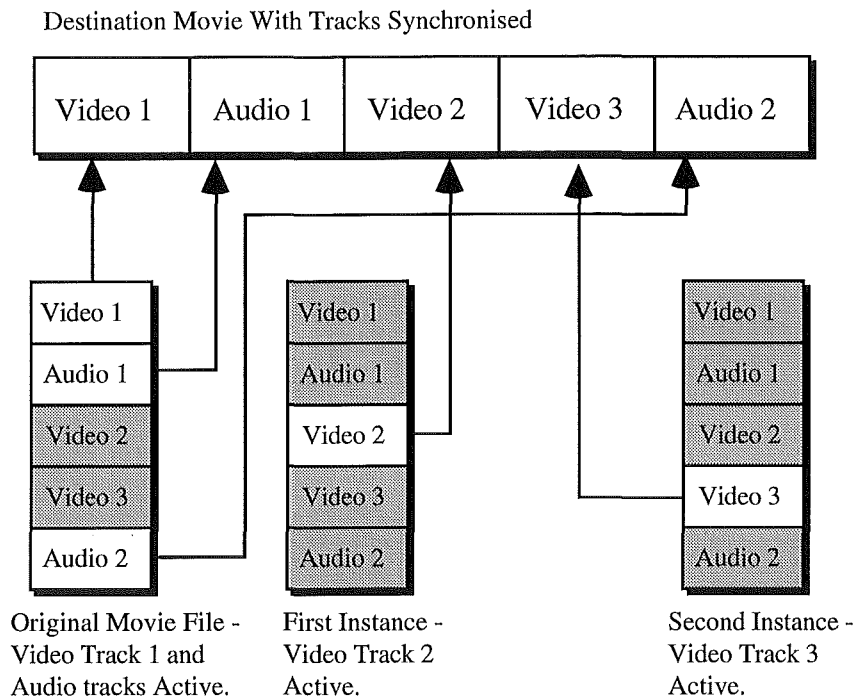 Destination Movie With Tracks Synchronised
Video 1
Audio 1
Video 2
Video 3
Audio 2
Video 1
Audio 1
Video 2
Video 3
Audio 2
Original Movie File -
Video Track 1 and
Audio tracks Active.
Video 1
Audio 1
Video 2
Video 3
Audio 2
First Instance -
Video Track 2
Active.
Video 1
Audio 1
Video 2
Video 3
Audio 2
Second Instance -
Video Track 3
Active.